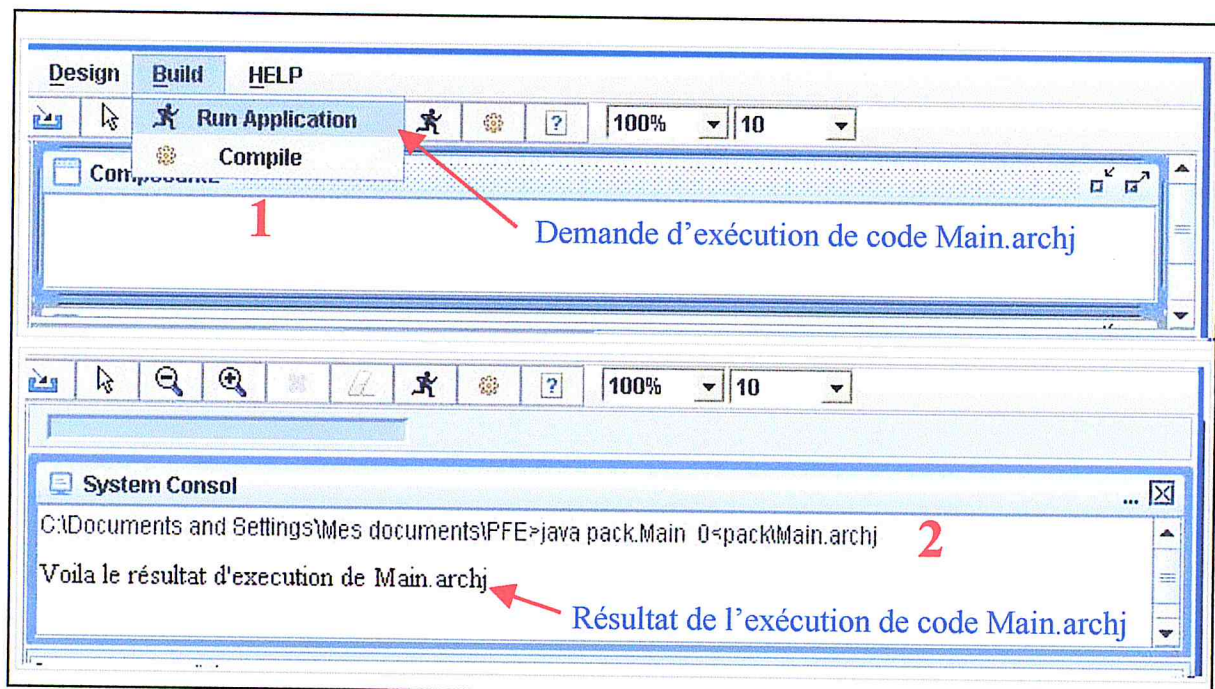 Design Build HELP
Run Application ? 100% 10
Compile
1
Demande d'exécution de code Main.archj
? 100% 10
System Consol ...
C:\Documents and Settings\Mes documents\PFE>java pack.Main 0<pack\Main.archj
2
Voila le résultat d'execution de Main.archj
Résultat de l'exécution de code Main.archj